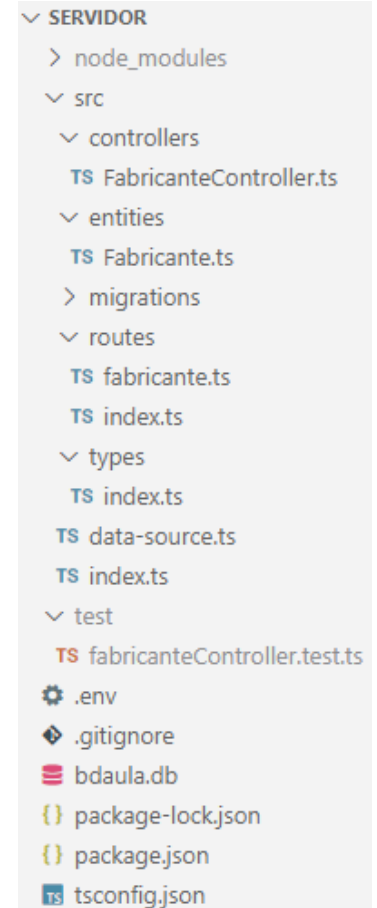 SERVIDOR
node_modules
src
controllers
TS FabricanteController.ts
entities
TS Fabricante.ts
migrations
routes
TS fabricante.ts
TS index.ts
types
TS index.ts
TS data-source.ts
TS index.ts
test
TS fabricanteController.test.ts
.env
.gitignore
bdaula.db
{} package-lock.json
{} package.json
TS tsconfig.json